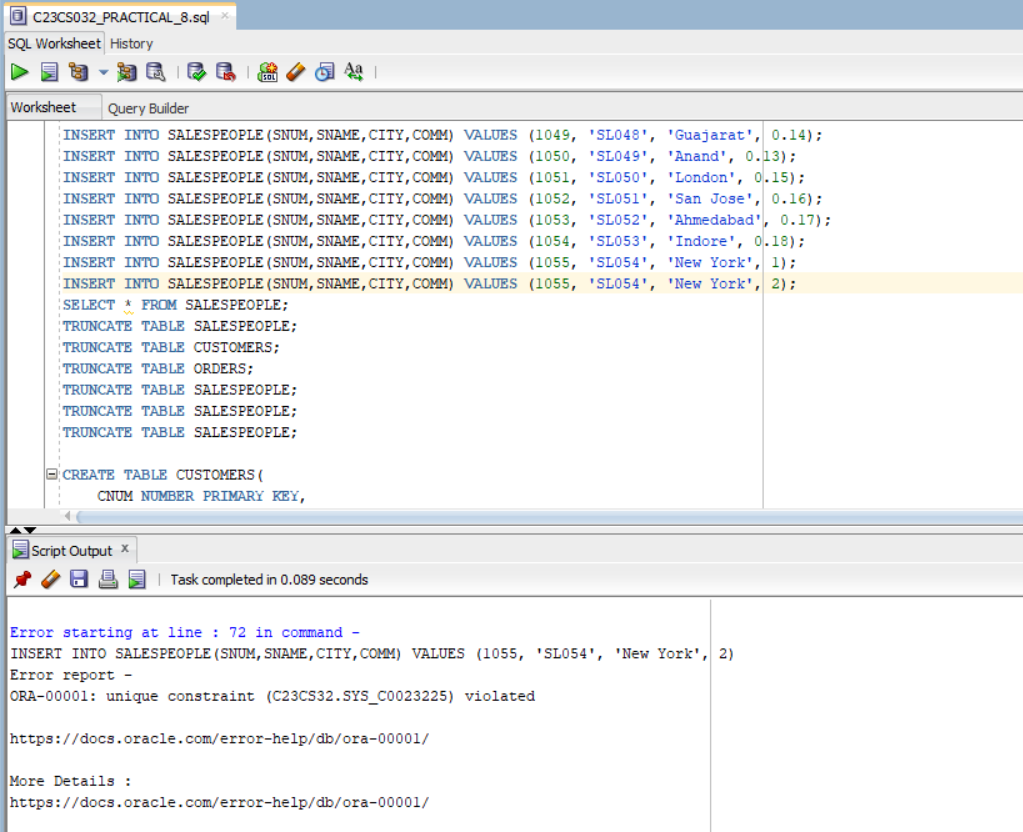 C23CS032_PRACTICAL_8.sql
SQL Worksheet History
Worksheet Query Builder
INSERT INTO SALESPEOPLE(SNUM,SNAME,CITY,COMM) VALUES (1049, 'SL048', 'Guajarat', 0.14);
INSERT INTO SALESPEOPLE(SNUM,SNAME,CITY,COMM) VALUES (1050, 'SL049', 'Anand', 0.13);
INSERT INTO SALESPEOPLE(SNUM,SNAME,CITY,COMM) VALUES (1051, 'SL050', 'London', 0.15);
INSERT INTO SALESPEOPLE(SNUM,SNAME,CITY,COMM) VALUES (1052, 'SL051', 'San Jose', 0.16);
INSERT INTO SALESPEOPLE(SNUM,SNAME,CITY,COMM) VALUES (1053, 'SL052', 'Ahmedabad', 0.17);
INSERT INTO SALESPEOPLE(SNUM,SNAME,CITY,COMM) VALUES (1054, 'SL053', 'Indore', 0.18);
INSERT INTO SALESPEOPLE(SNUM,SNAME,CITY,COMM) VALUES (1055, 'SL054', 'New York', 1);
INSERT INTO SALESPEOPLE(SNUM,SNAME,CITY,COMM) VALUES (1055, 'SL054', 'New York', 2);
SELECT * FROM SALESPEOPLE;
TRUNCATE TABLE SALESPEOPLE;
TRUNCATE TABLE CUSTOMERS;
TRUNCATE TABLE ORDERS;
TRUNCATE TABLE SALESPEOPLE;
TRUNCATE TABLE SALESPEOPLE;
TRUNCATE TABLE SALESPEOPLE;
CREATE TABLE CUSTOMERS(
CNUM NUMBER PRIMARY KEY,
Script Output
Task completed in 0.089 seconds
Error starting at line : 72 in command -
INSERT INTO SALESPEOPLE(SNUM,SNAME,CITY,COMM) VALUES (1055, 'SL054', 'New York', 2)
Error report -
ORA-00001: unique constraint (C23CS32.SYS_C0023225) violated
https://docs.oracle.com/error-help/db/ora-00001/
More Details :
https://docs.oracle.com/error-help/db/ora-00001/